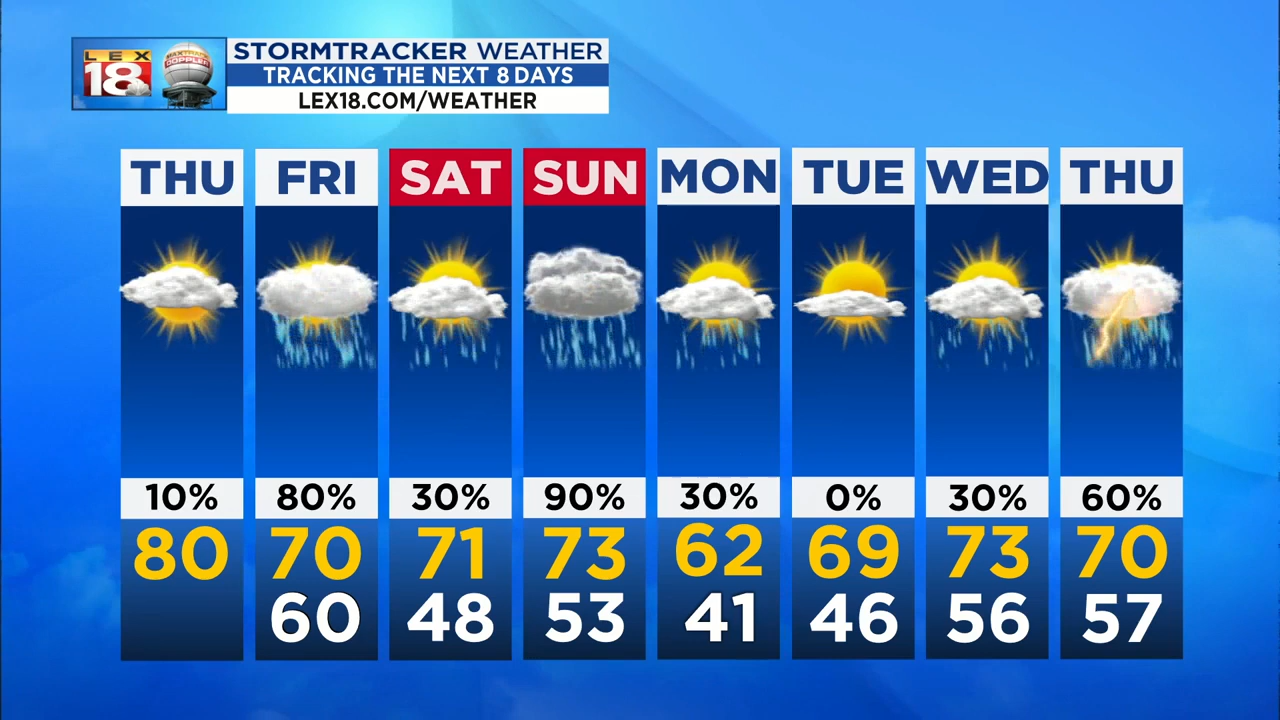 LEX
18
MAXTRACK
DOPPLER
STORMTRACKER WEATHER
TRACKING THE NEXT 8 DAYS
LEX18.COM/WEATHER
THU FRI SAT SUN MON TUE WED THU
10% 80% 30% 90% 30% 0% 30% 60%
80 70 71 73 62 69 73 70
60 48 53 41 46 56 57